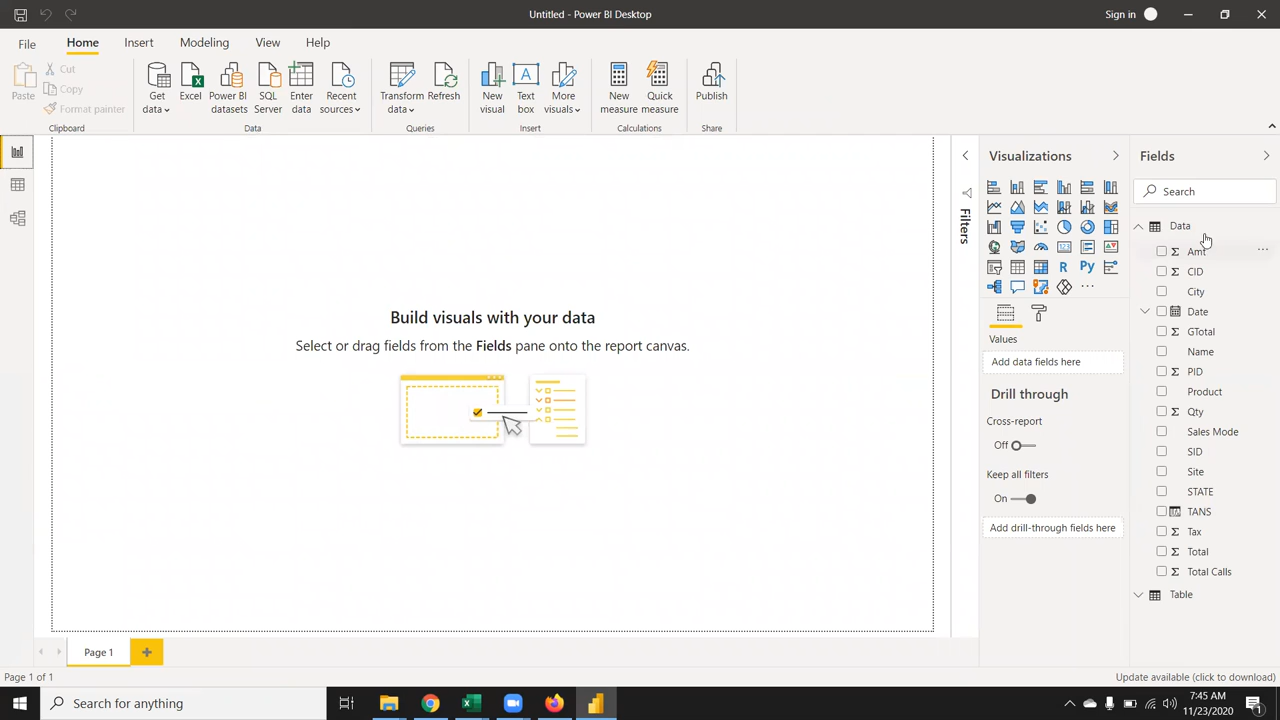 Untitled - Power BI Desktop
Sign in
File
Home
Insert
Modeling
View
Help
Paste
Cut
Copy
Format painter
Clipboard
Get data
Excel
Power BI datasets
SQL Server
Enter data
Recent sources
Data
Transform data
Refresh
Queries
New visual
Text box
More visuals
Insert
New measure
Quick measure
Calculations
Publish
Share
Build visuals with your data
Select or drag fields from the Fields pane onto the report canvas.
Filters
Visualizations
R
Py
Values
Add data fields here
Drill through
Cross-report
Off
Keep all filters
On
Add drill-through fields here
Fields
Search
Data
Amt
CID
City
Date
GTotal
Name
PID
Product
Qty
Sales Mode
SID
Site
STATE
TANS
Tax
Total
Total Calls
Table
Page 1
Page 1 of 1
Update available (click to download)
Search for anything
7:45 AM
11/23/2020